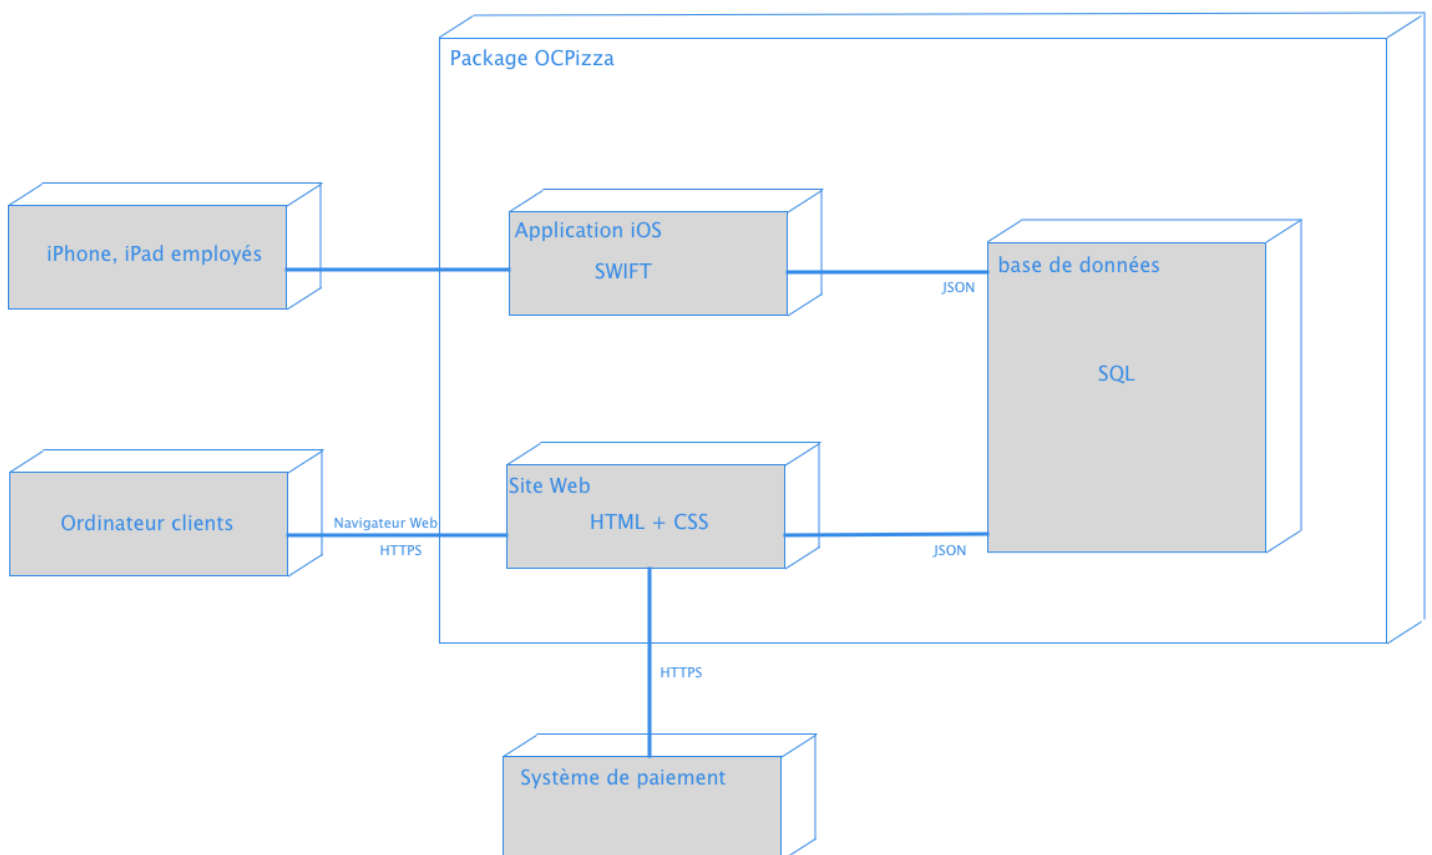 Package OCPizza
iPhone, iPad employés
Application iOS
SWIFT
JSON
base de données
SQL
Ordinateur clients
Navigateur Web
HTTPS
Site Web
HTML + CSS
JSON
HTTPS
Système de paiement